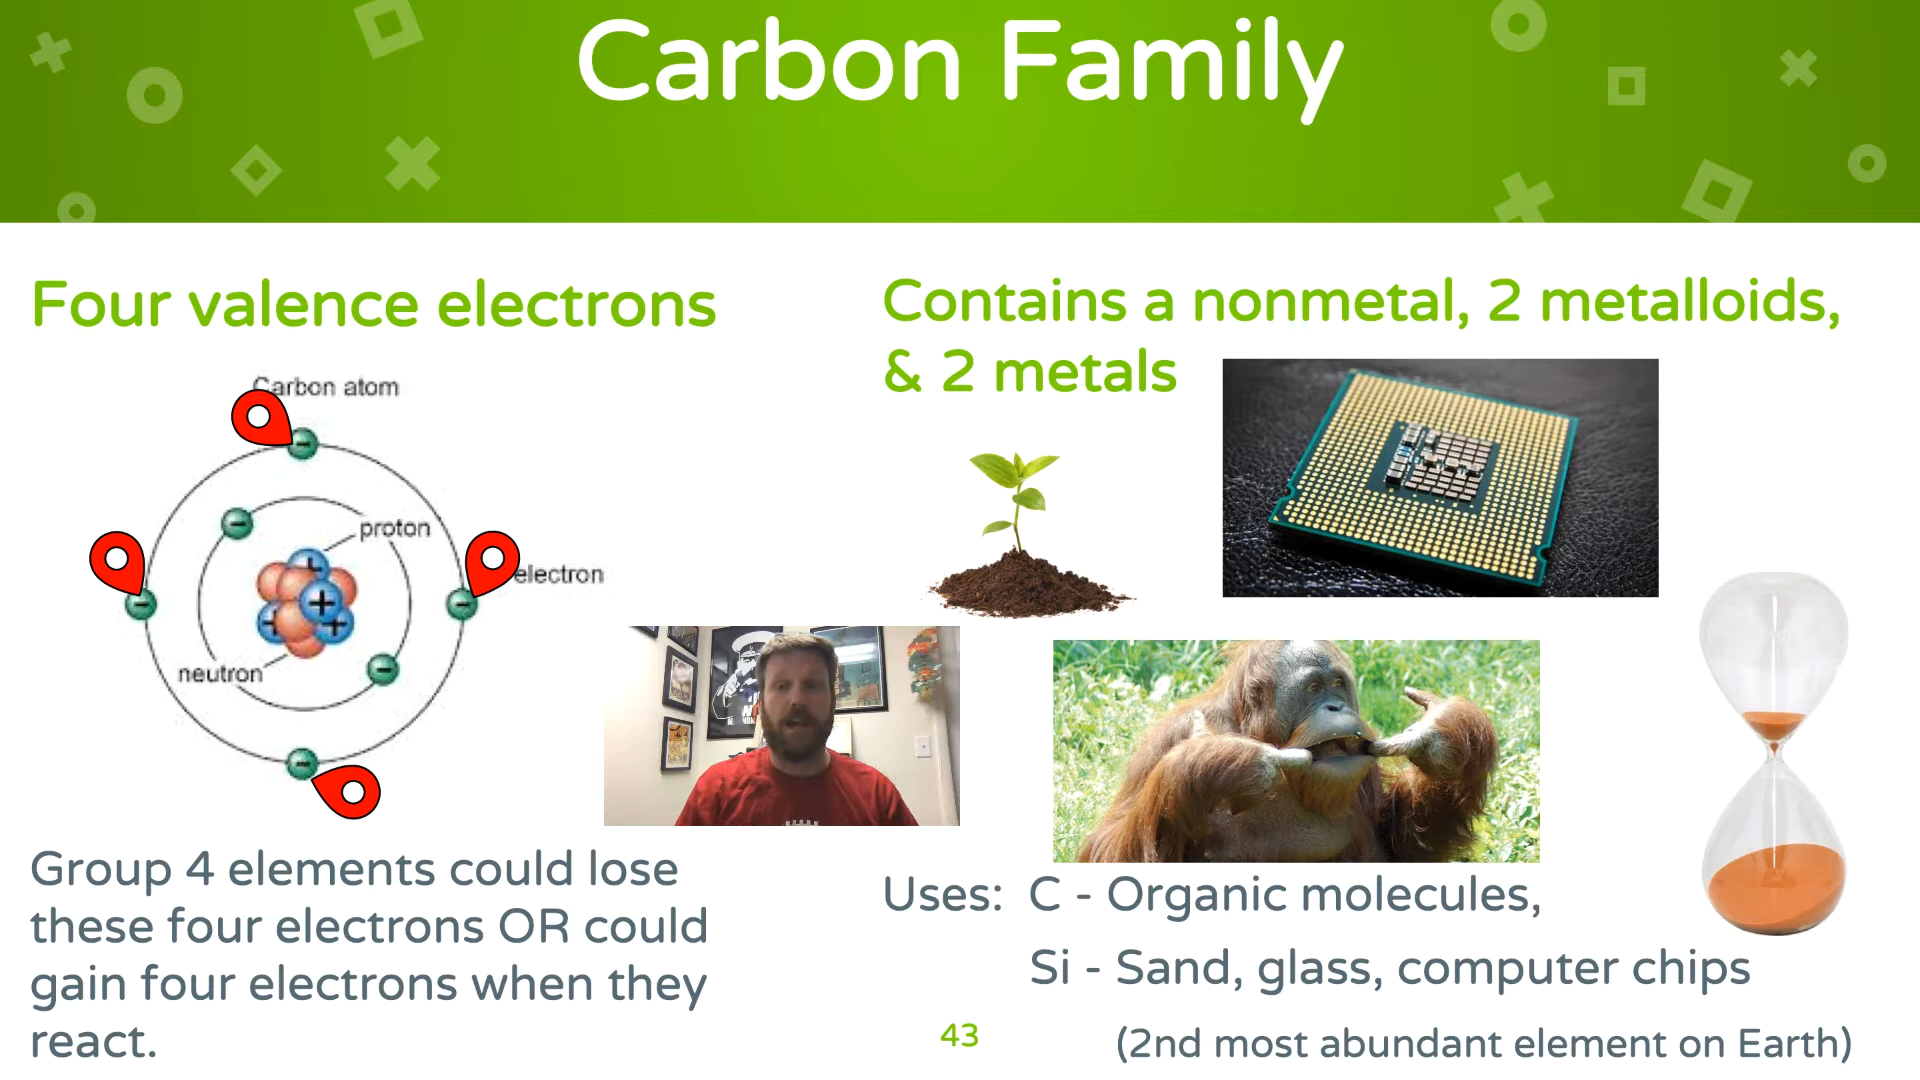 Carbon Family
Four valence electrons
Carbon atom
proton
electron
neutron
Group 4 elements could lose
these four electrons OR could
gain four electrons when they
react.
Contains a nonmetal, 2 metalloids,
& 2 metals
Uses: C - Organic molecules,
Si - Sand, glass, computer chips
(2nd most abundant element on Earth)
43